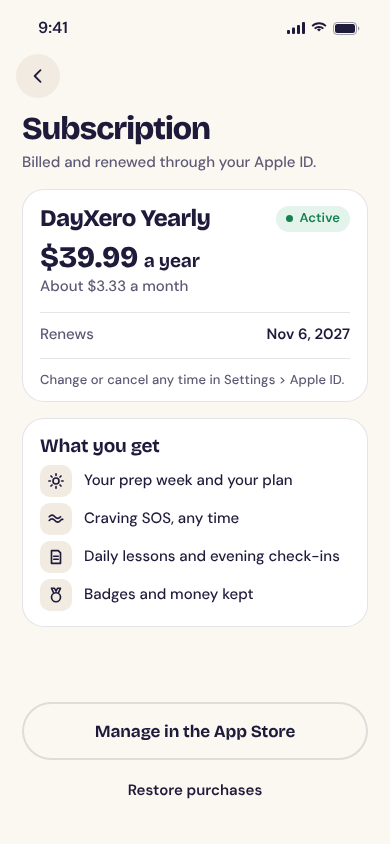 9:41
Subscription
Billed and renewed through your Apple ID.
DayXero Yearly
Active
$39.99 a year
About $3.33 a month
Renews
Nov 6, 2027
Change or cancel any time in Settings > Apple ID.
What you get
Your prep week and your plan
Craving SOS, any time
Daily lessons and evening check-ins
Badges and money kept
Manage in the App Store
Restore purchases